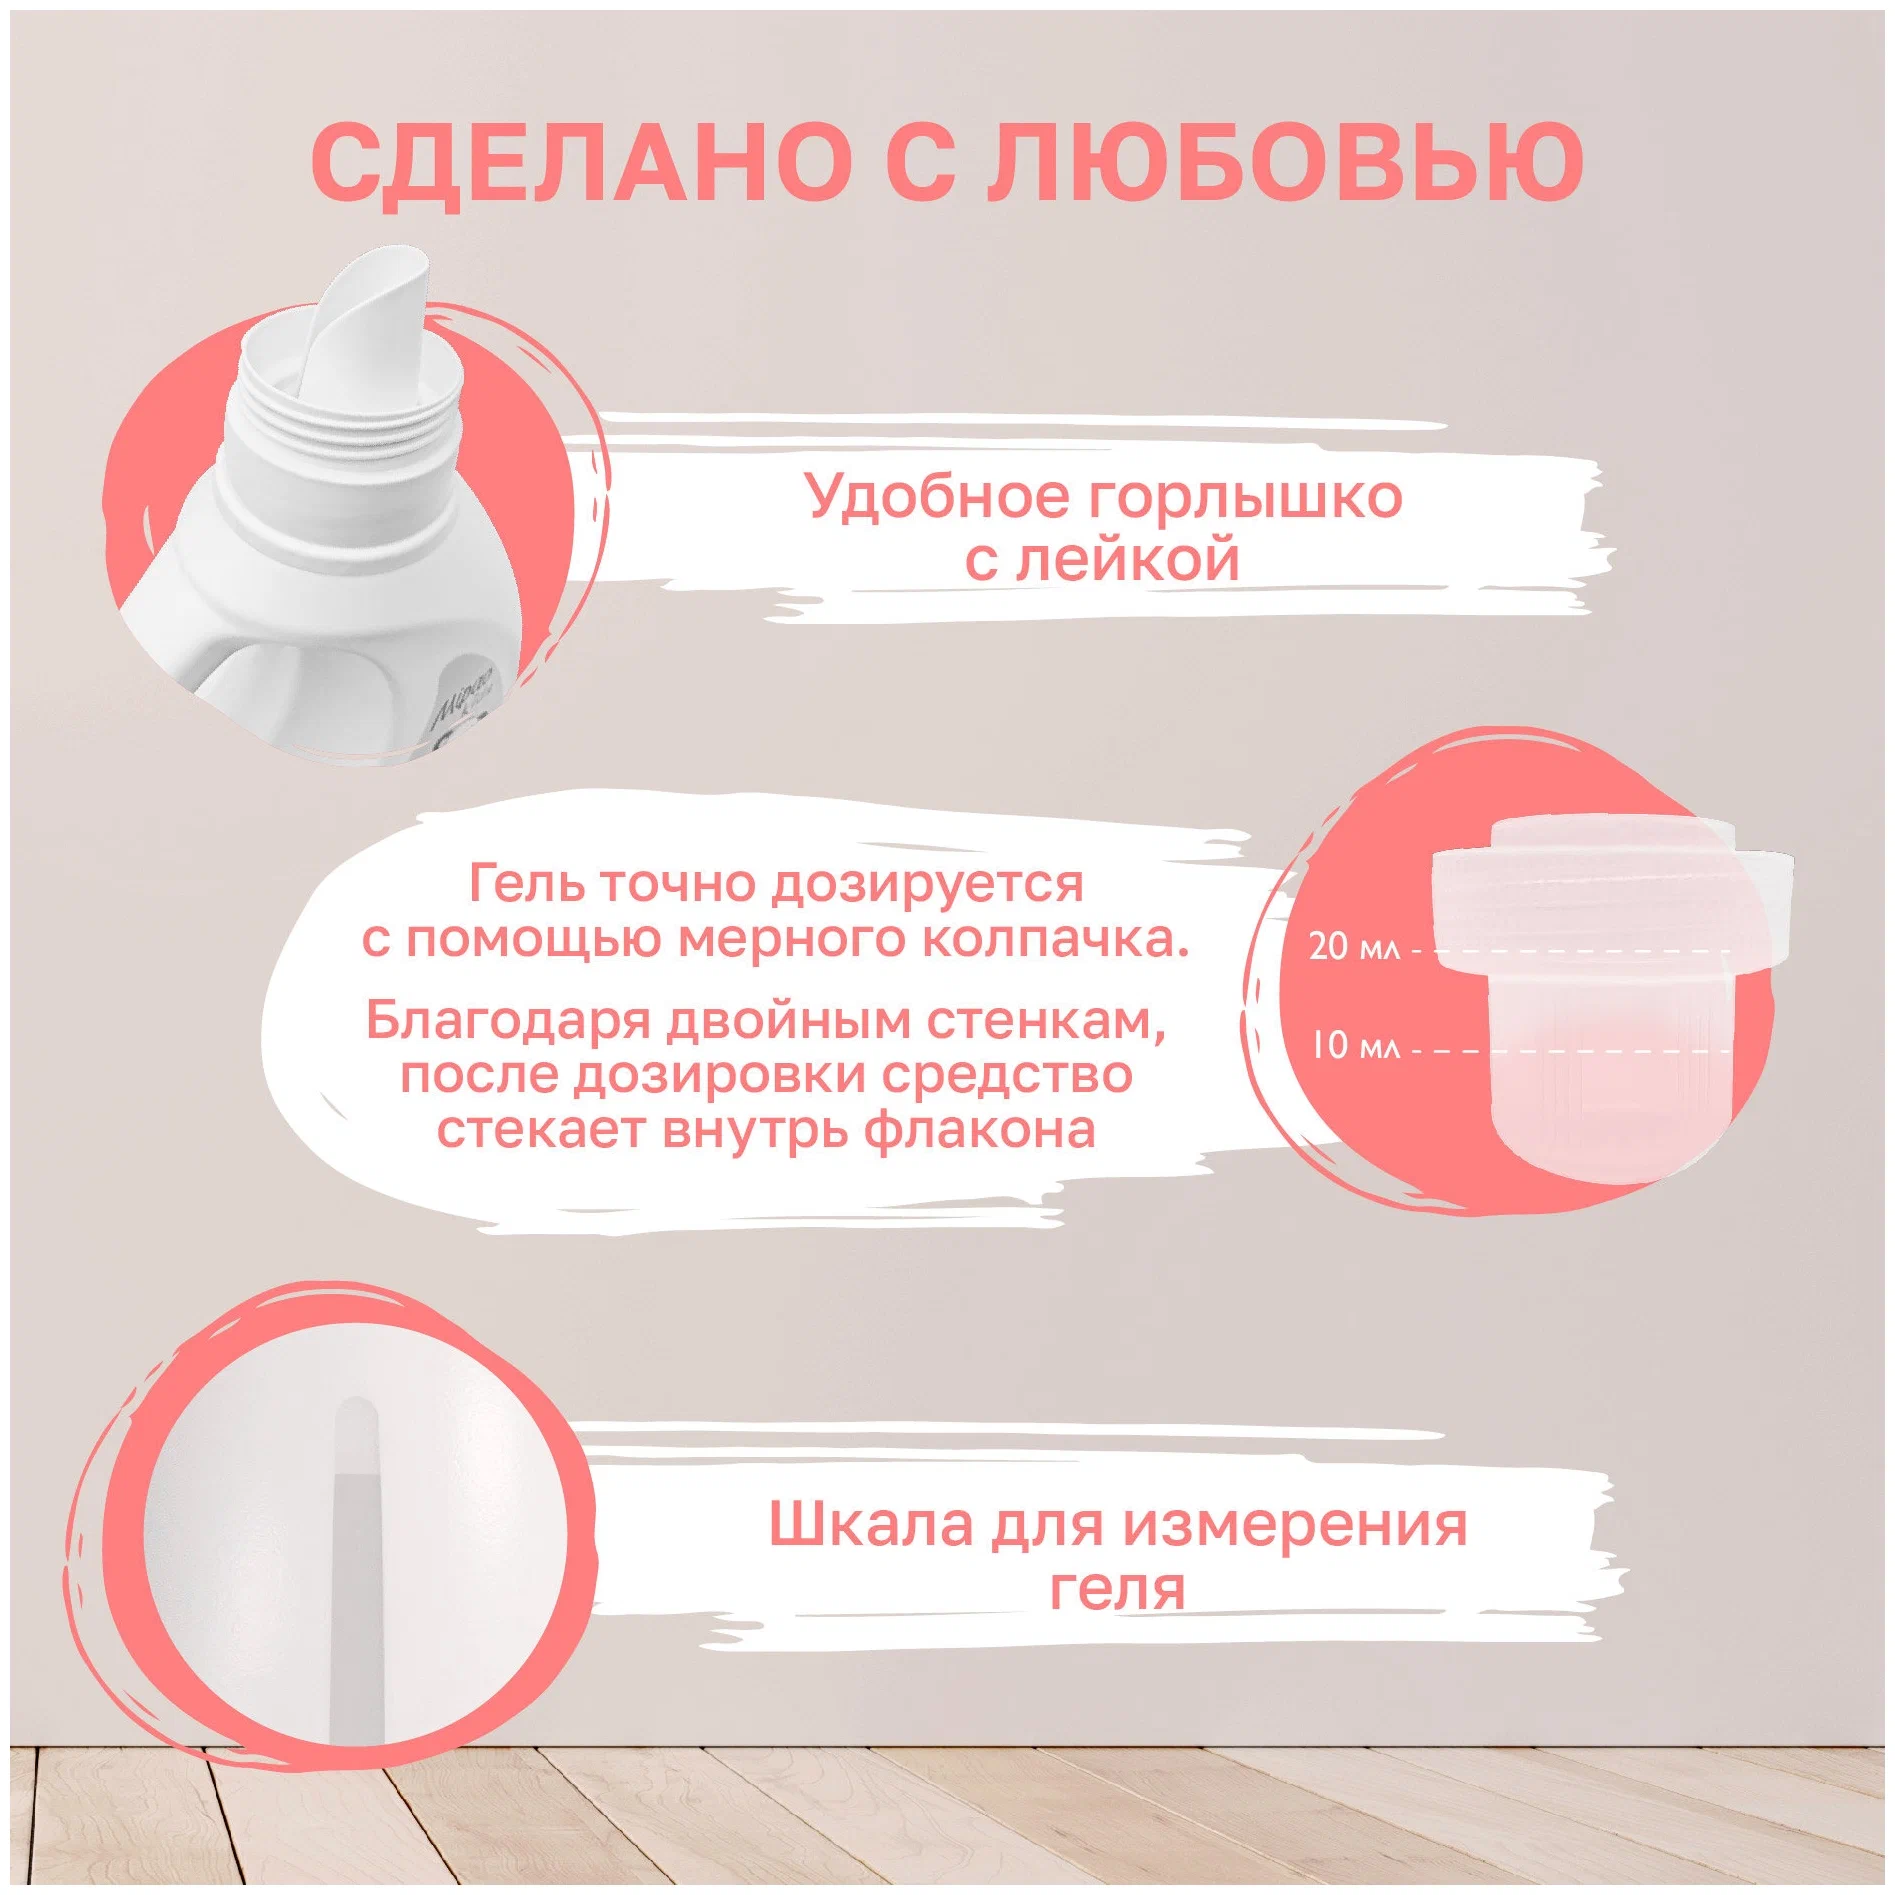 СДЕЛАНО С ЛЮБОВЬЮ
Удобное горлышко
с лейкой
Гель точно дозируется
с помощью мерного колпачка.
Благодаря двойным стенкам,
после дозировки средство
стекает внутрь флакона
20 мл
10 мл
Шкала для измерения
геля